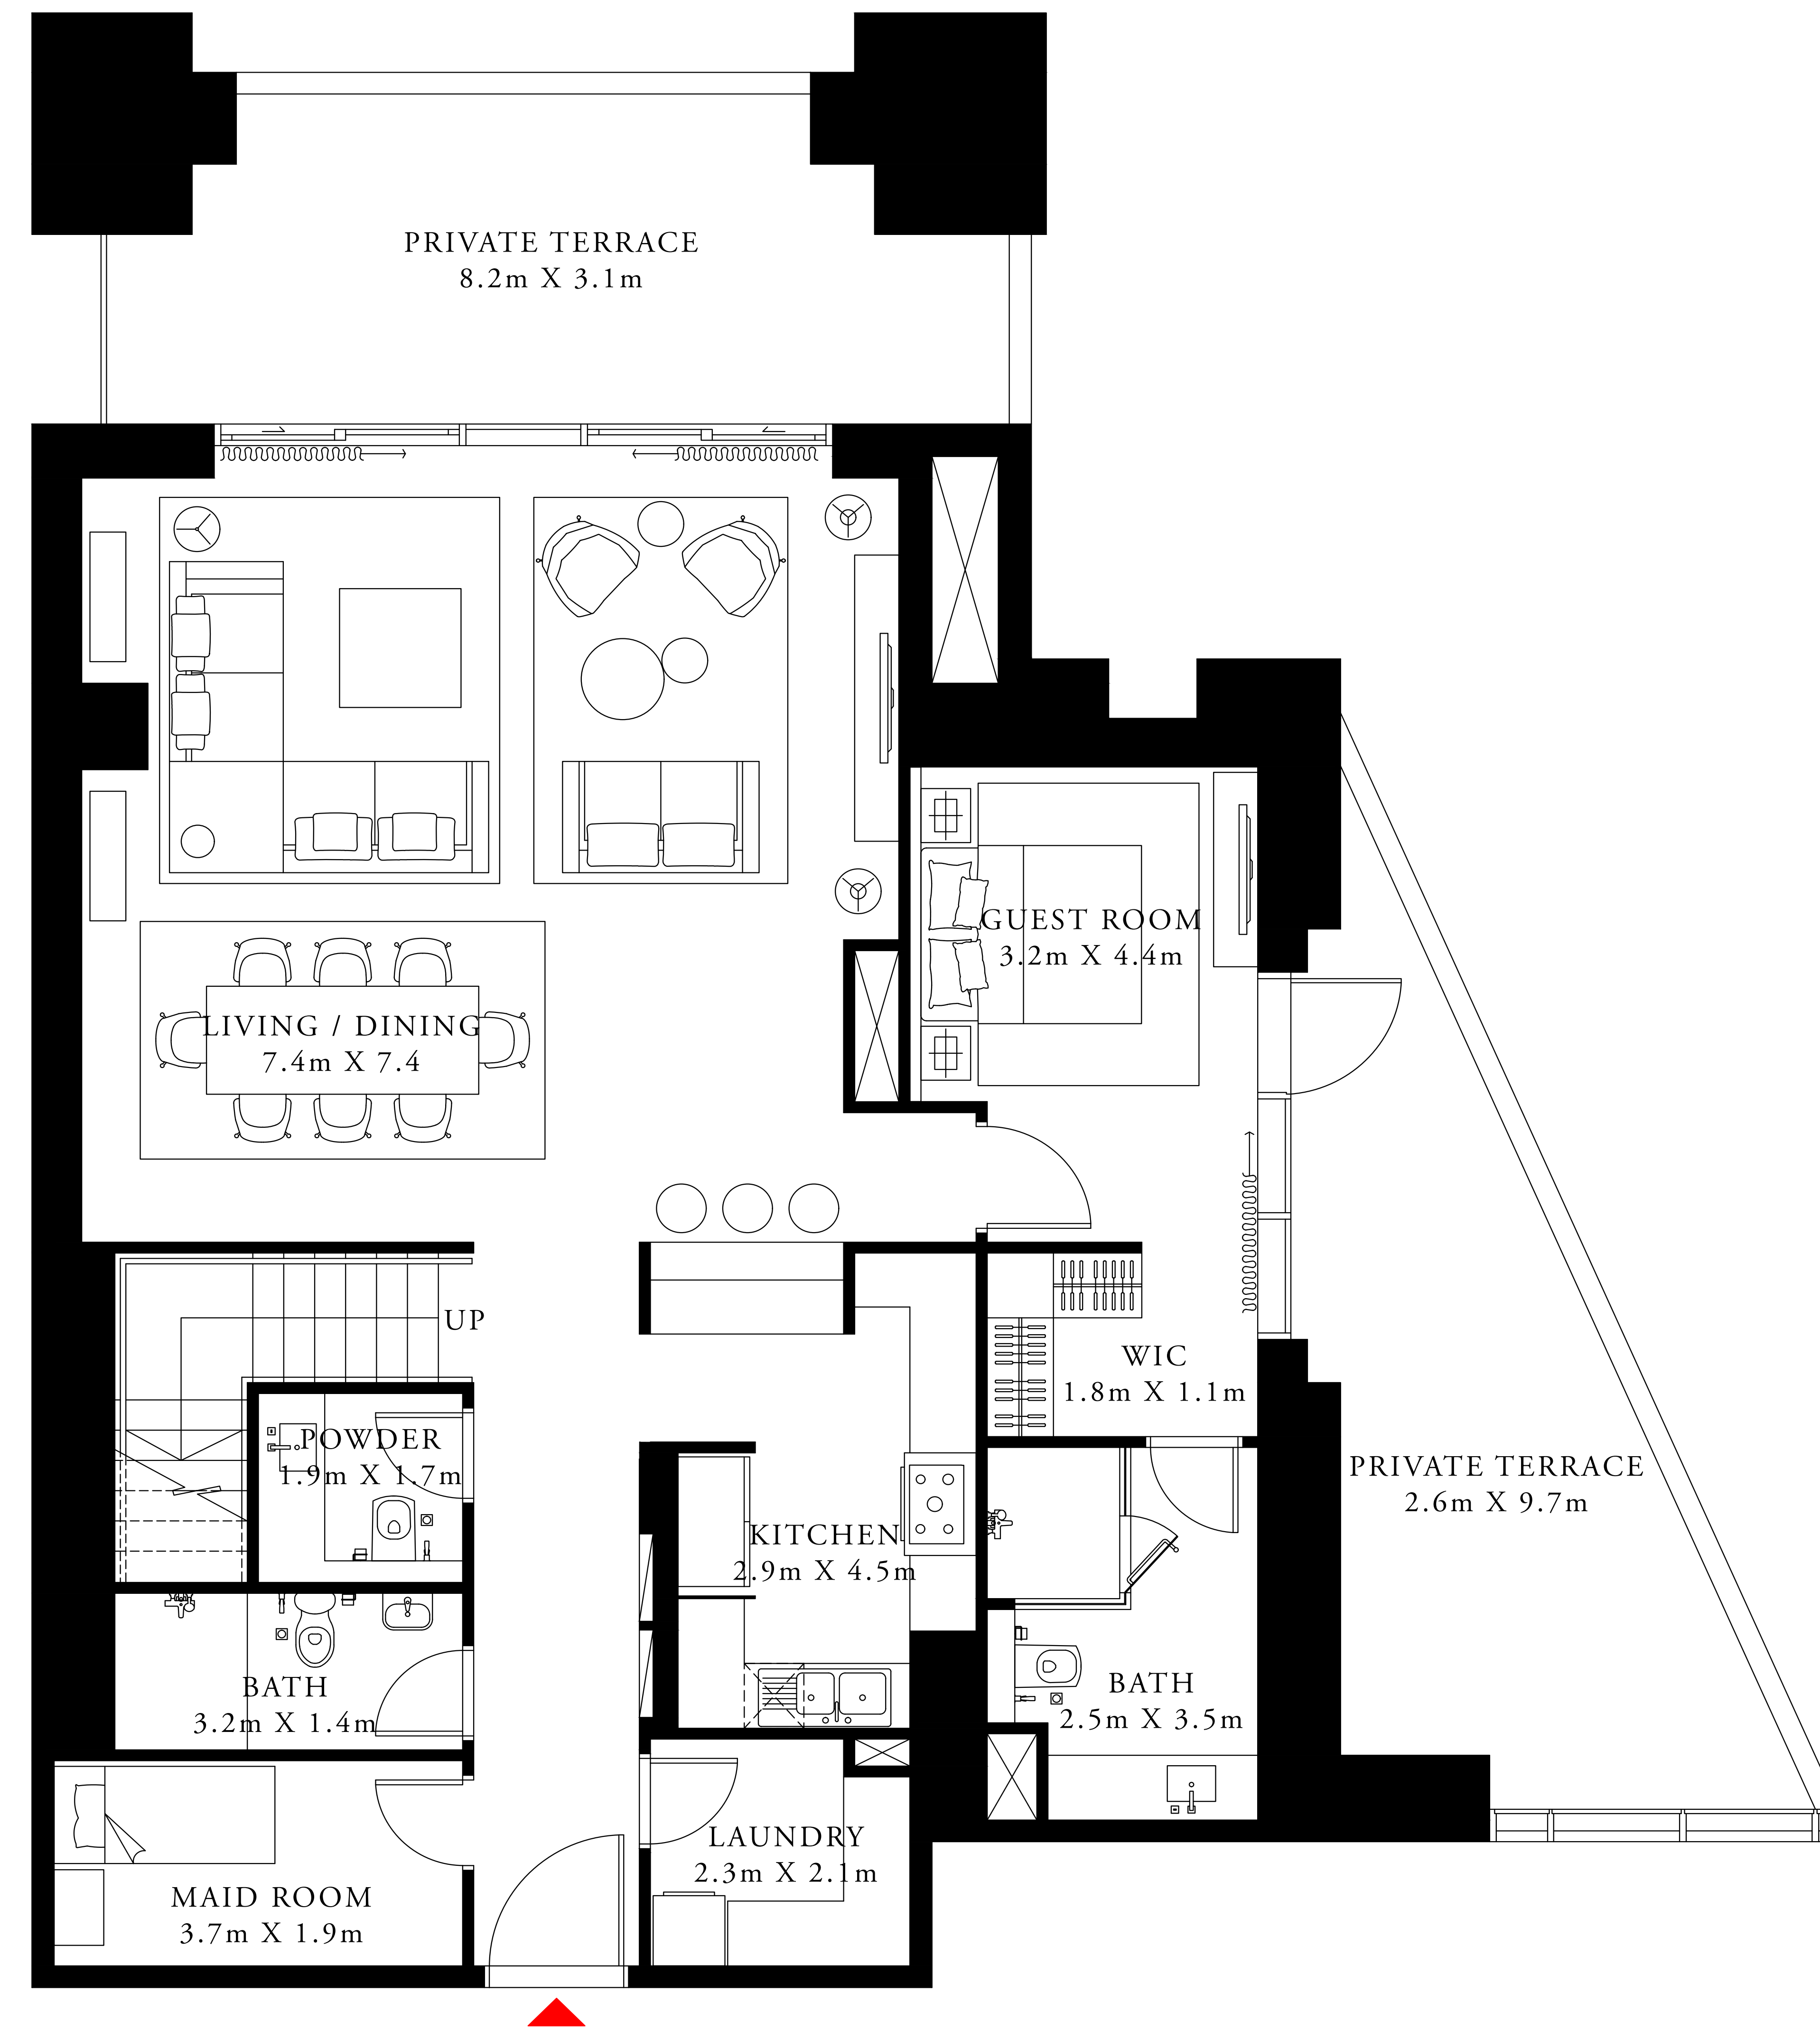 PRIVATE TERRACE
8.2m X 3.1m
GUEST ROOM
3.2m X 4.4m
LIVING / DINING
7.4m X 7.4
UP
WIC
1.8m X 1.1m
POWDER
1.9m X 1.7m
PRIVATE TERRACE
2.6m X 9.7m
KITCHEN
2.9m X 4.5m
BATH
3.2m X 1.4m
BATH
2.5m X 3.5m
LAUNDRY
2.3m X 2.1m
MAID ROOM
3.7m X 1.9m